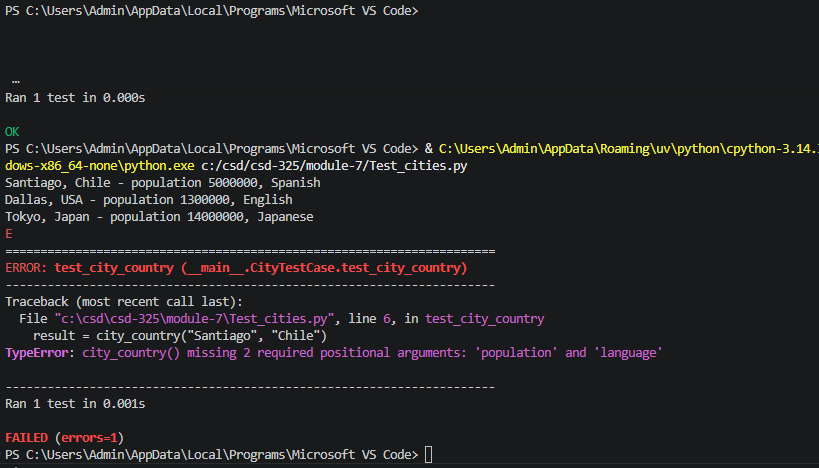 PS C:\Users\Admin\AppData\Local\Programs\Microsoft VS Code>
…
Ran 1 test in 0.000s
OK
PS C:\Users\Admin\AppData\Local\Programs\Microsoft VS Code> & C:\Users\Admin\AppData\Roaming\uv\python\cpython-3.14.
dows-x86_64-none\python.exe c:/csd/csd-325/module-7/Test_cities.py
Santiago, Chile - population 5000000, Spanish
Dallas, USA - population 1300000, English
Tokyo, Japan - population 14000000, Japanese
E
======================================================================
ERROR: test_city_country (__main__.CityTestCase.test_city_country)
----------------------------------------------------------------------
Traceback (most recent call last):
  File "c:\csd\csd-325\module-7\Test_cities.py", line 6, in test_city_country
    result = city_country("Santiago", "Chile")
TypeError: city_country() missing 2 required positional arguments: 'population' and 'language'
----------------------------------------------------------------------
Ran 1 test in 0.001s
FAILED (errors=1)
PS C:\Users\Admin\AppData\Local\Programs\Microsoft VS Code>